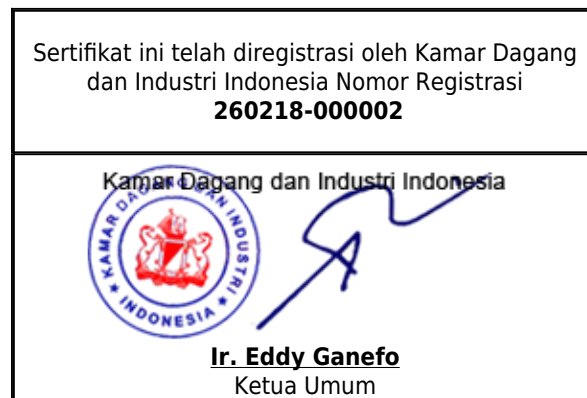 Sertifikat ini telah diregistrasi oleh Kamar Dagang
dan Industri Indonesia Nomor Registrasi
260218-000002
Kamar Dagang dan Industri Indonesia
KAMAR DAGANG DAN INDUSTRI
INDONESIA
Ir. Eddy Ganefo
Ketua Umum